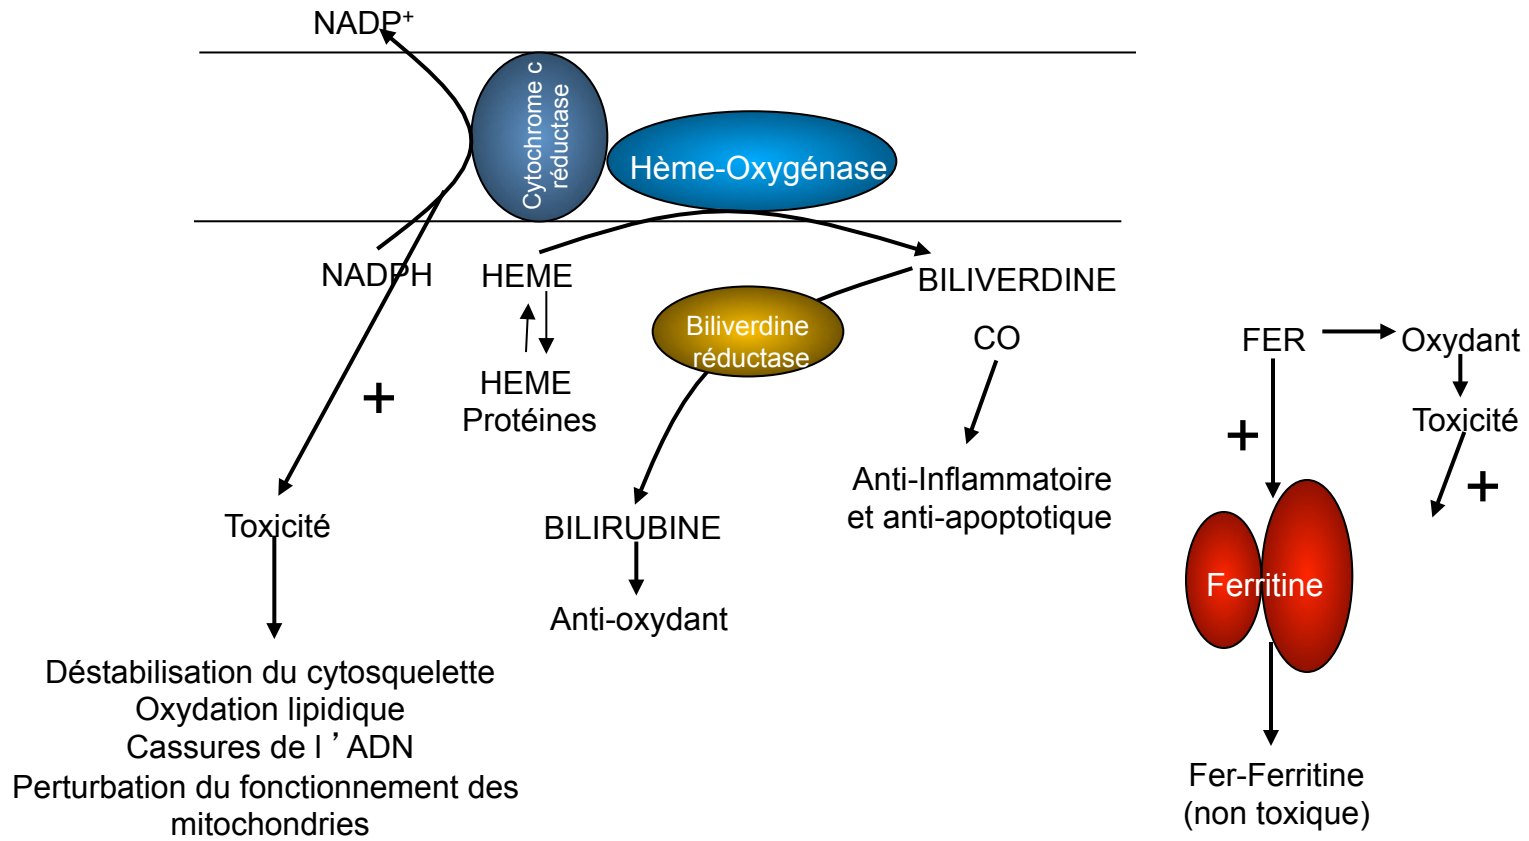 NADP+
Cytochrome c
réductase
Hème-Oxygénase
NADPH
HEME
BILIVERDINE
Biliverdine
réductase
CO
FER
Oxydant
HEME
Protéines
+
Toxicité
+
+
Anti-Inflammatoire
et anti-apoptotique
Toxicité
BILIRUBINE
Ferritine
Anti-oxydant
Déstabilisation du cytosquelette
Oxydation lipidique
Cassures de l ’ ADN
Perturbation du fonctionnement des
mitochondries
Fer-Ferritine
(non toxique)